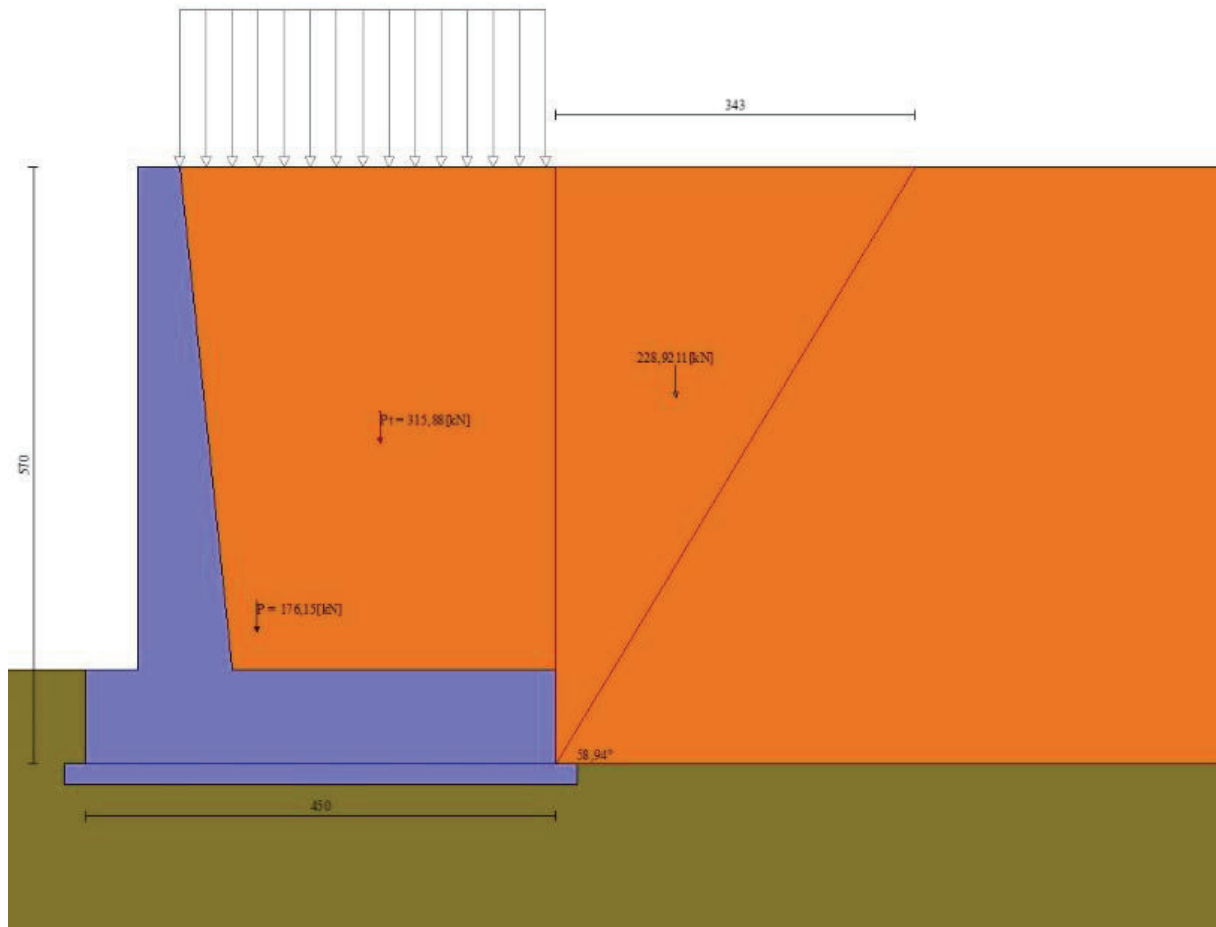 343
228,9211[kN]
Pt = 315,88[kN]
570
P = 176,15[kN]
58,94°
450